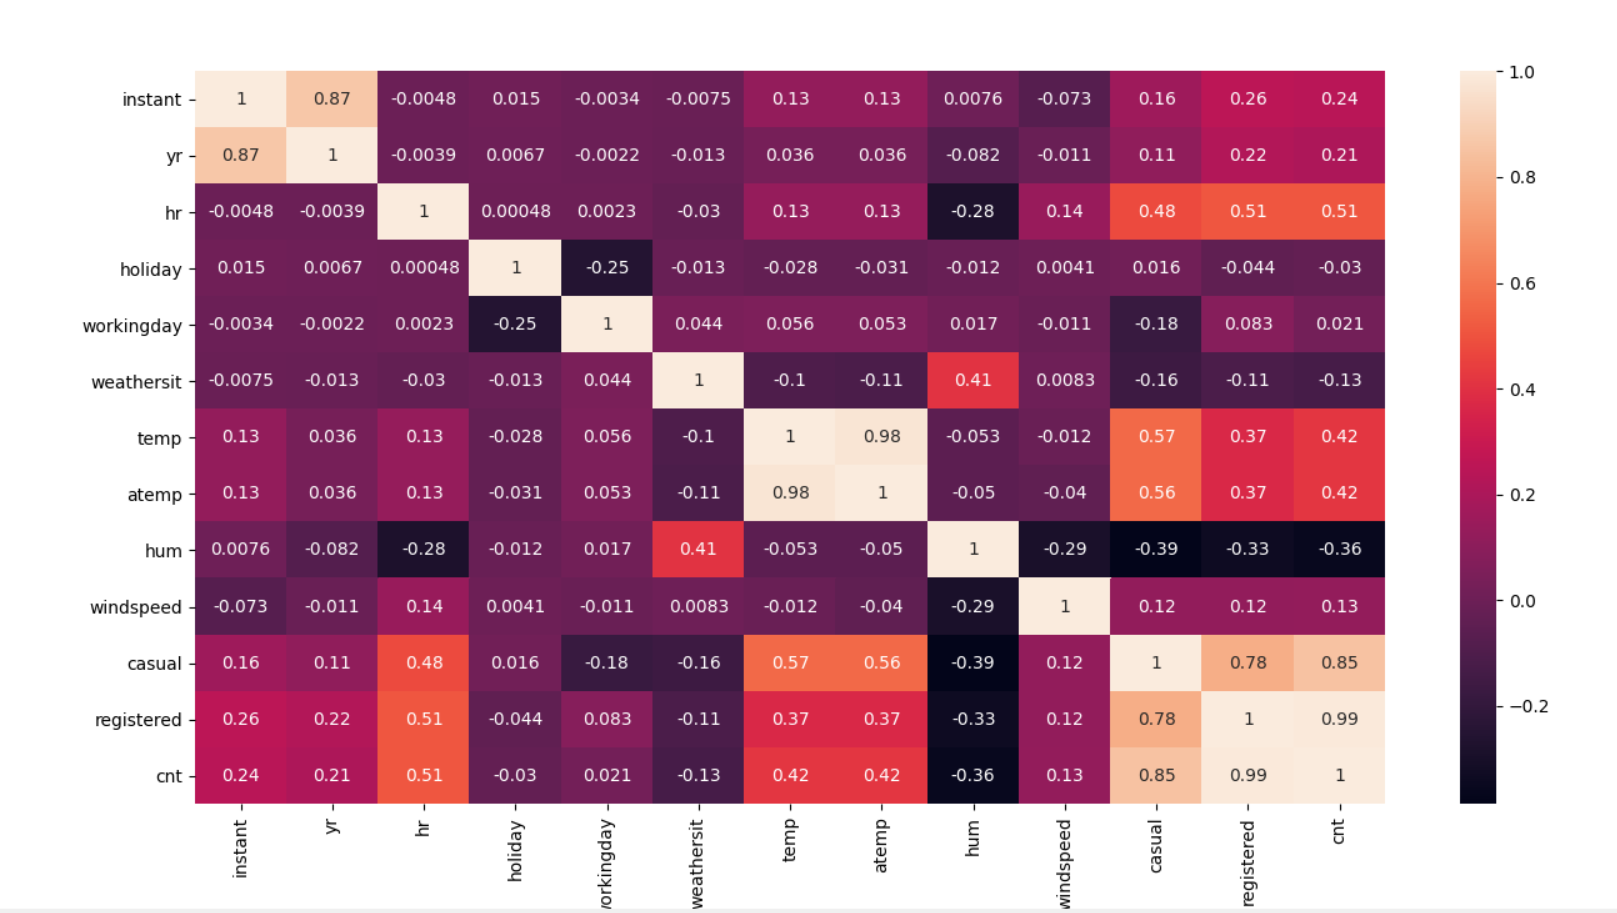 instant 1 0.87 -0.0048 0.015 -0.0034 -0.0075 0.13 0.13 0.0076 -0.073 0.16 0.26 0.24
yr 0.87 1 -0.0039 0.0067 -0.0022 -0.013 0.036 0.036 -0.082 -0.011 0.11 0.22 0.21
hr -0.0048 -0.0039 1 0.00048 0.0023 -0.03 0.13 0.13 -0.28 0.14 0.48 0.51 0.51
holiday 0.015 0.0067 0.00048 1 -0.25 -0.013 -0.028 -0.031 -0.012 0.0041 0.016 -0.044 -0.03
workingday -0.0034 -0.0022 0.0023 -0.25 1 0.044 0.056 0.053 0.017 -0.011 -0.18 0.083 0.021
weathersit -0.0075 -0.013 -0.03 -0.013 0.044 1 -0.1 -0.11 0.41 0.0083 -0.16 -0.11 -0.13
temp 0.13 0.036 0.13 -0.028 0.056 -0.1 1 0.98 -0.053 -0.012 0.57 0.37 0.42
atemp 0.13 0.036 0.13 -0.031 0.053 -0.11 0.98 1 -0.05 -0.04 0.56 0.37 0.42
hum 0.0076 -0.082 -0.28 -0.012 0.017 0.41 -0.053 -0.05 1 -0.29 -0.39 -0.33 -0.36
windspeed -0.073 -0.011 0.14 0.0041 -0.011 0.0083 -0.012 -0.04 -0.29 1 0.12 0.12 0.13
casual 0.16 0.11 0.48 0.016 -0.18 -0.16 0.57 0.56 -0.39 0.12 1 0.78 0.85
registered 0.26 0.22 0.51 -0.044 0.083 -0.11 0.37 0.37 -0.33 0.12 0.78 1 0.99
cnt 0.24 0.21 0.51 -0.03 0.021 -0.13 0.42 0.42 -0.36 0.13 0.85 0.99 1
instant
yr
hr
holiday
orkingday
weathersit
temp
atemp
hum
windspeed
casual
registered
cnt
1.0
0.8
0.6
0.4
0.2
0.0
−0.2